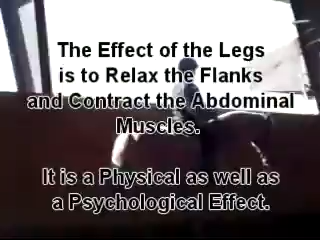 The Effect of the Legs
is to Relax the Flanks
and Contract the Abdominal
Muscles.
It is a Physical as well as
a Psychological Effect.